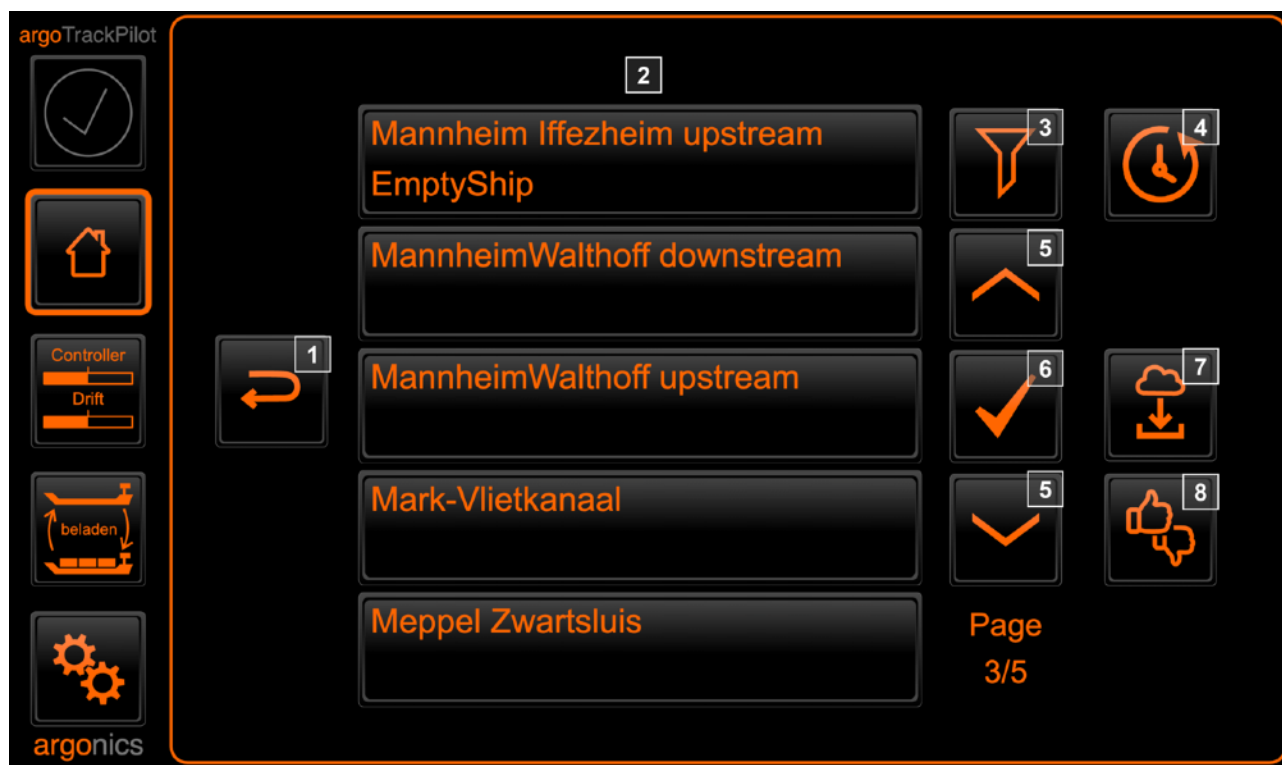 argoTrackPilot
2
Mannheim Iffezheim upstream
EmptyShip
3
4
MannheimWalthoff downstream
5
Controller
Drift
1
MannheimWalthoff upstream
6
7
beladen
Mark-Vlietkanaal
5
8
Meppel Zwartsluis
Page
3/5
argonics